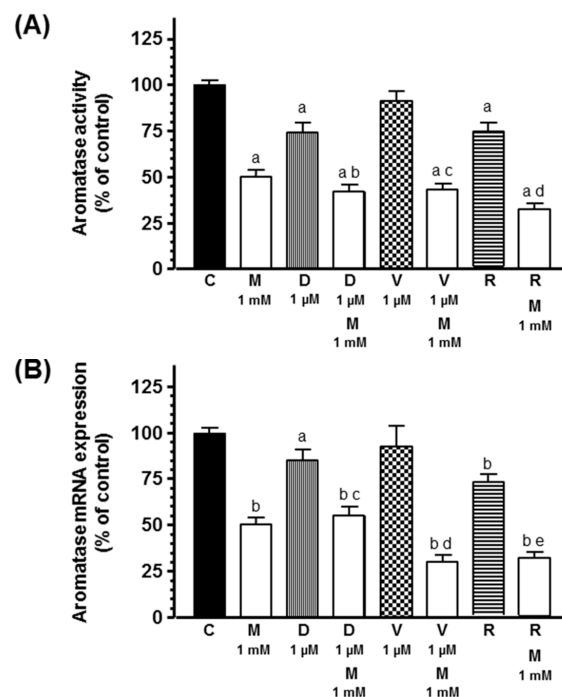 (A)
Aromatase activity
(% of control)
125
100
75
50
25
0
a
a
a b
a c
a
a d
C M D D V V R R
1 mM 1 µM 1 µM 1 µM 1 µM M
M M 1 mM
1 mM 1 mM
(B)
Aromatase mRNA expression
(% of control)
125
100
75
50
25
0
b
a
b c
b d
b
b e
C M D D V V R R
1 mM 1 µM 1 µM 1 µM 1 µM M
M M 1 mM
1 mM 1 mM